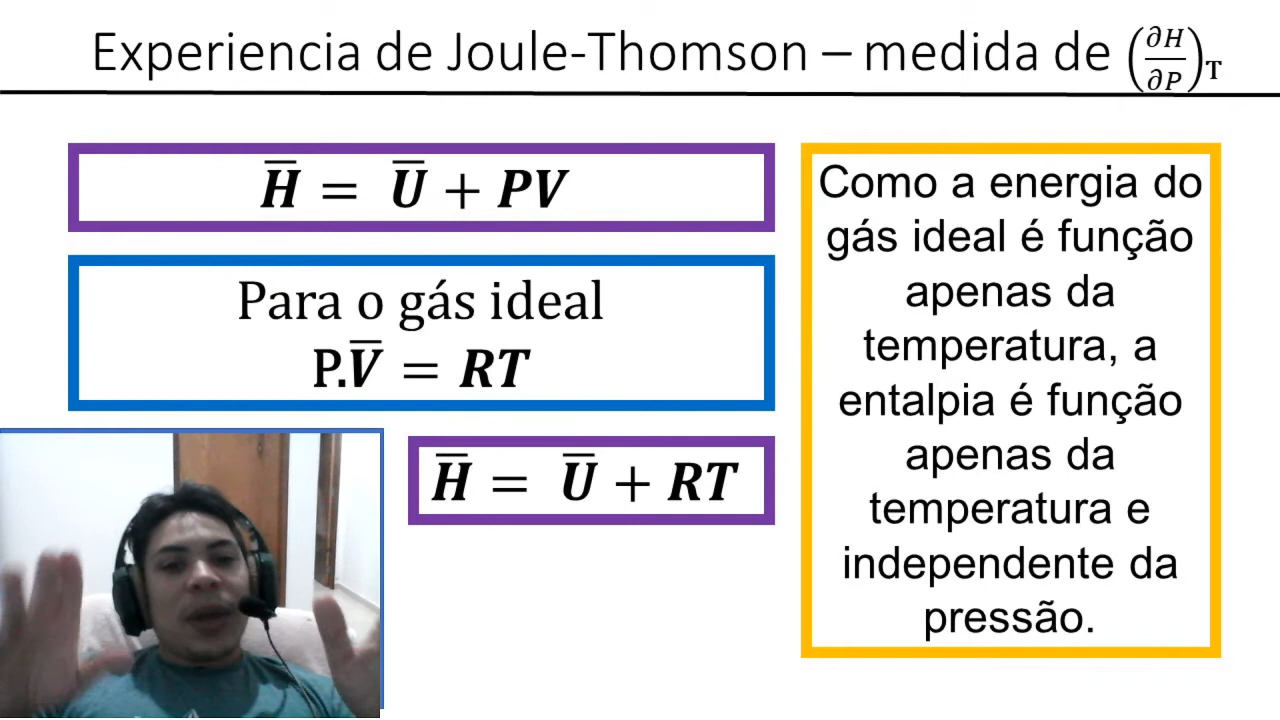 Experiencia de Joule-Thomson – medida de (∂H/∂P)_T
H̅ = U̅ + PV
Para o gás ideal
P.V̅ = RT
H̅ = U̅ + RT
Como a energia do
gás ideal é função
apenas da
temperatura, a
entalpia é função
apenas da
temperatura e
independente da
pressão.